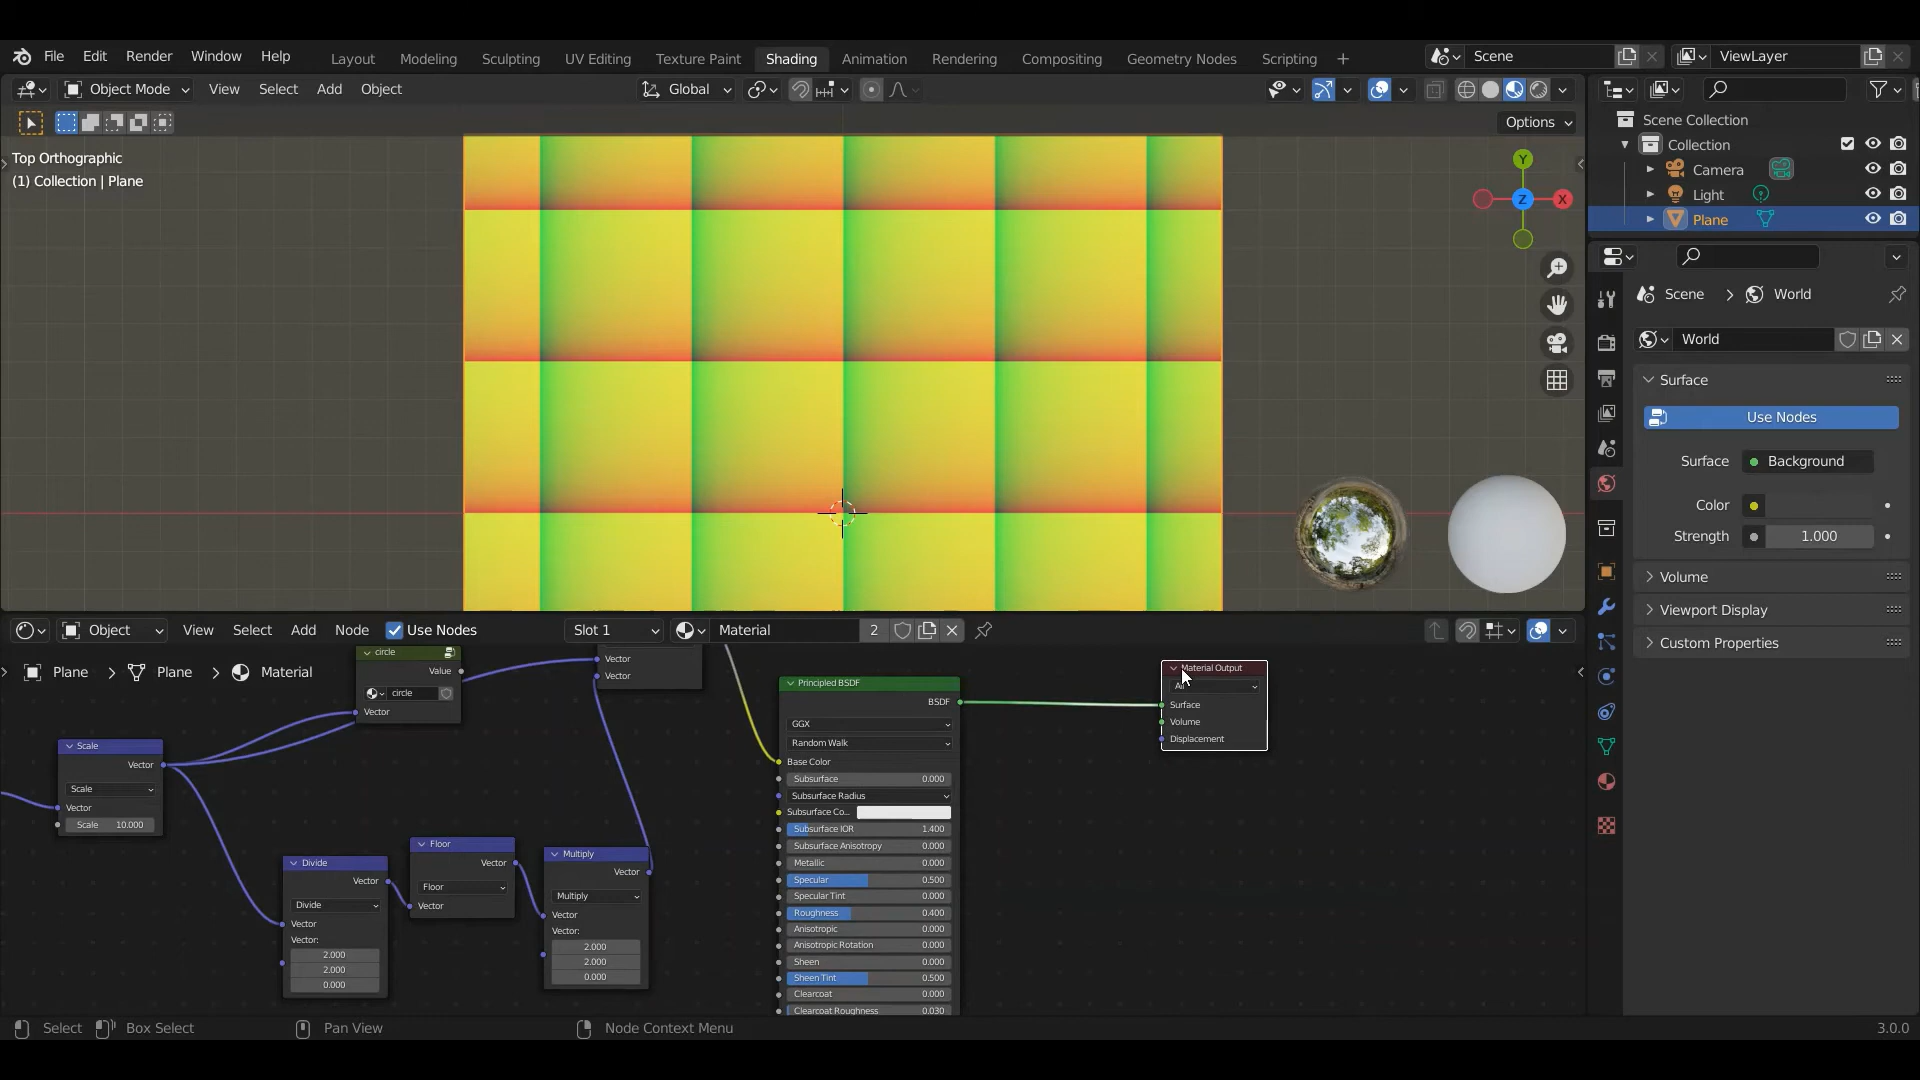 File Edit Render Window Help
Layout Modeling Sculpting UV Editing Texture Paint Shading Animation Rendering Compositing Geometry Nodes Scripting +
Scene
ViewLayer
Object Mode View Select Add Object
Global
Options
Top Orthographic
(1) Collection | Plane
Y
Z
X
Scene Collection
Collection
Camera
Light
Plane
Scene > World
World
Surface
Use Nodes
Surface Background
Color
Strength 1.000
Volume
Viewport Display
Custom Properties
Object View Select Add Node Use Nodes
Slot 1
Material 2
Plane > Plane > Material
circle
Value
circle
Vector
Vector
Vector
Scale
Vector
Scale
Vector
Scale 10.000
Divide
Vector
Divide
Vector
Vector:
2.000
2.000
0.000
Floor
Vector
Floor
Vector
Multiply
Vector
Multiply
Vector
Vector:
2.000
2.000
0.000
Principled BSDF
BSDF
GGX
Random Walk
Base Color
Subsurface 0.000
Subsurface Radius
Subsurface Co...
Subsurface IOR 1.400
Subsurface Anisotropy 0.000
Metallic 0.000
Specular 0.500
Specular Tint 0.000
Roughness 0.400
Anisotropic 0.000
Anisotropic Rotation 0.000
Sheen 0.000
Sheen Tint 0.500
Clearcoat 0.000
Clearcoat Roughness 0.030
Material Output
All
Surface
Volume
Displacement
Select Box Select Pan View Node Context Menu
3.0.0